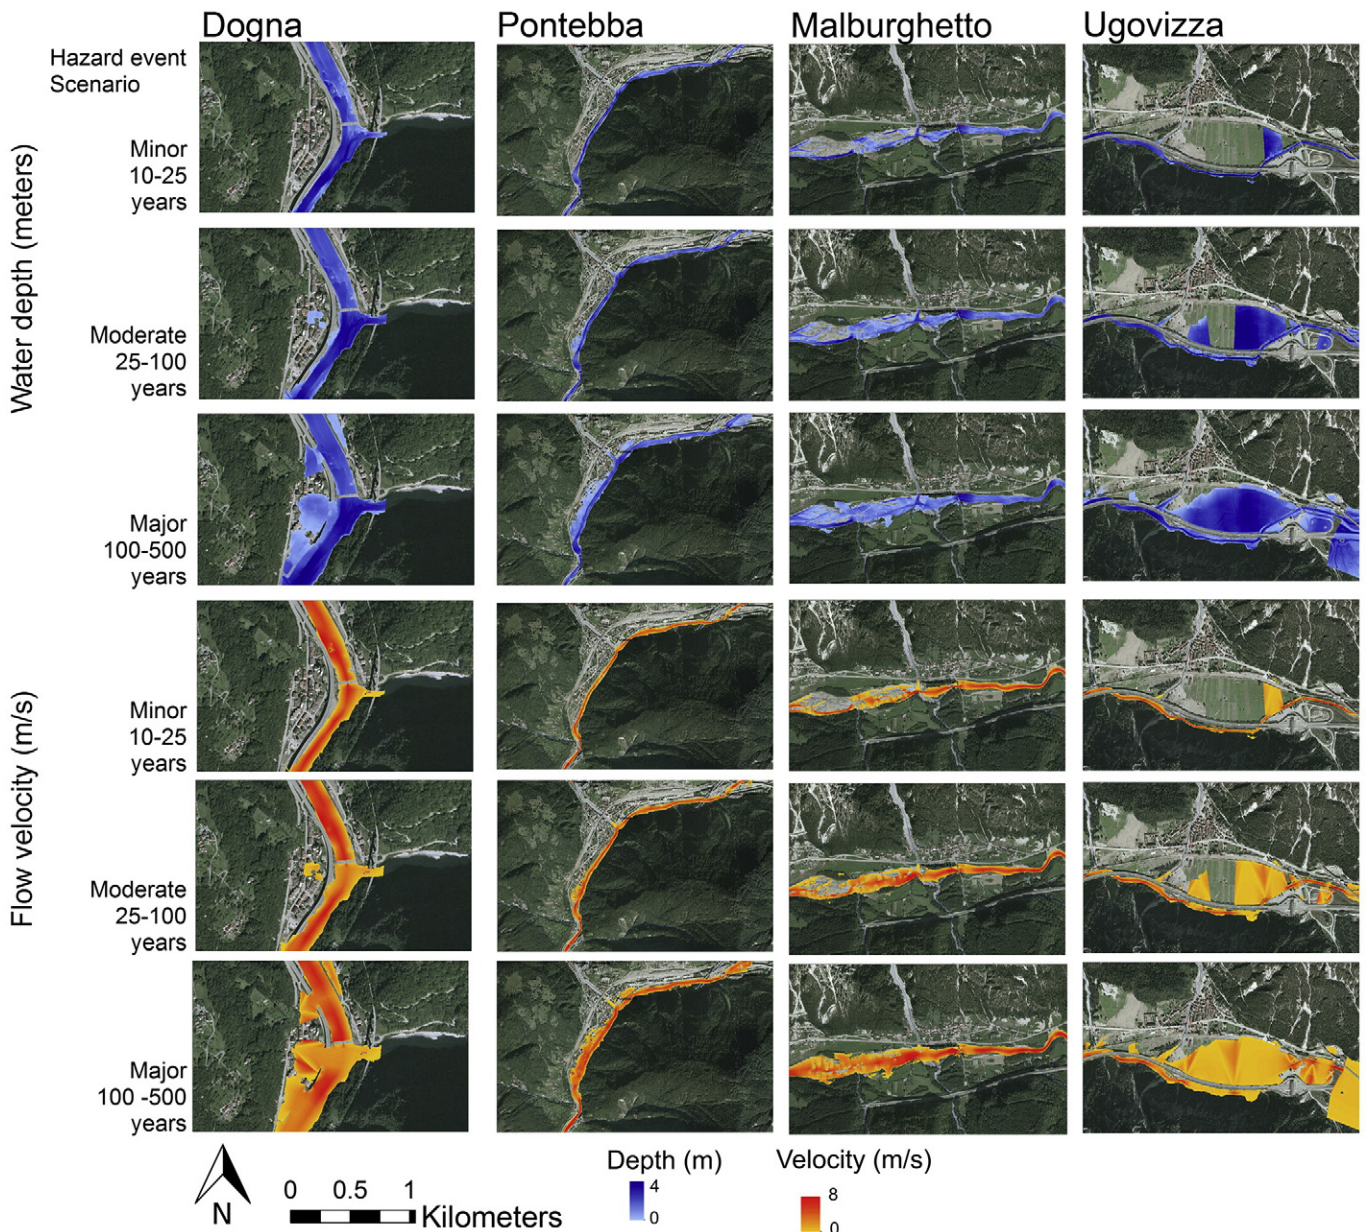 Dogna Pontebba Malburghetto Ugovizza
Hazard event
Scenario
Water depth (meters)
Minor
10-25
years
Moderate
25-100
years
Major
100-500
years
Flow velocity (m/s)
Minor
10-25
years
Moderate
25-100
years
Major
100 -500
years
N
0 0.5 1
Kilometers
Depth (m)
4
0
Velocity (m/s)
8
0